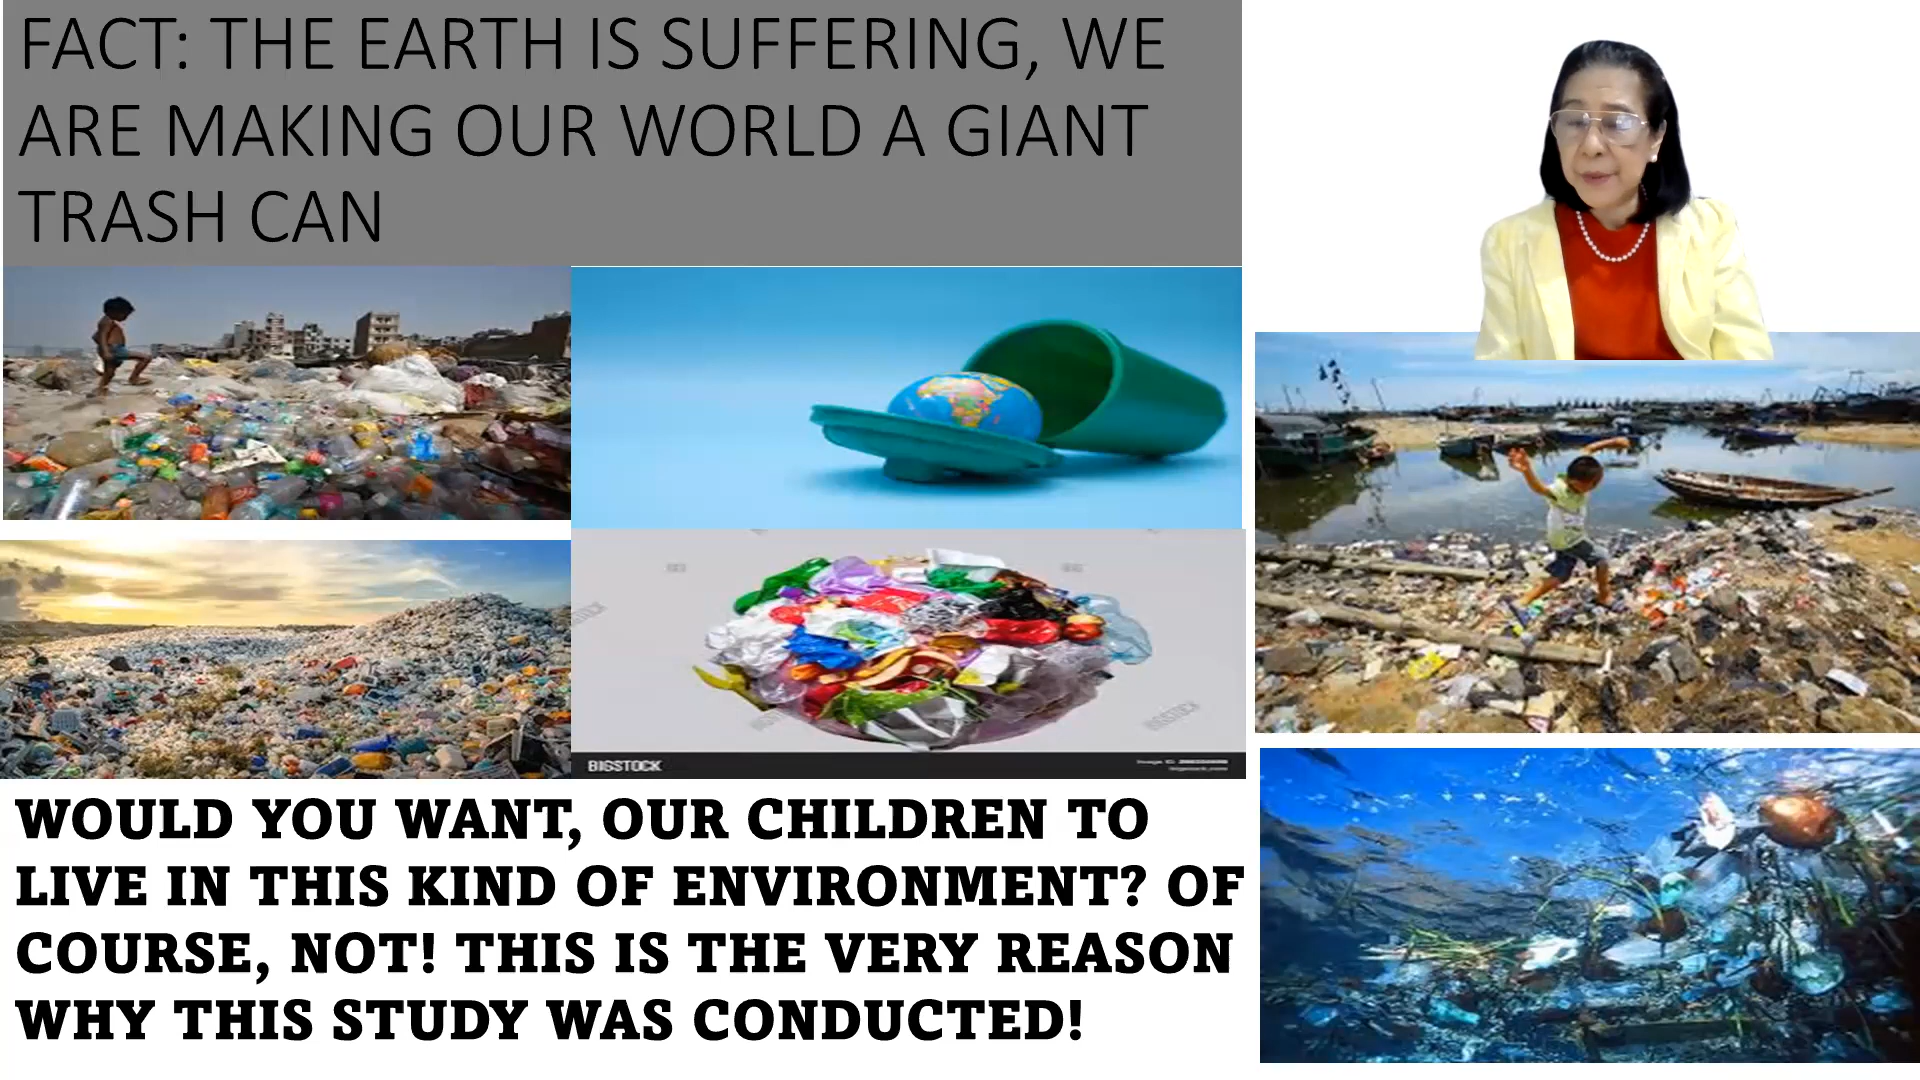 FACT: THE EARTH IS SUFFERING, WE
ARE MAKING OUR WORLD A GIANT
TRASH CAN
BIGSTOCK
WOULD YOU WANT, OUR CHILDREN TO
LIVE IN THIS KIND OF ENVIRONMENT? OF
COURSE, NOT! THIS IS THE VERY REASON
WHY THIS STUDY WAS CONDUCTED!